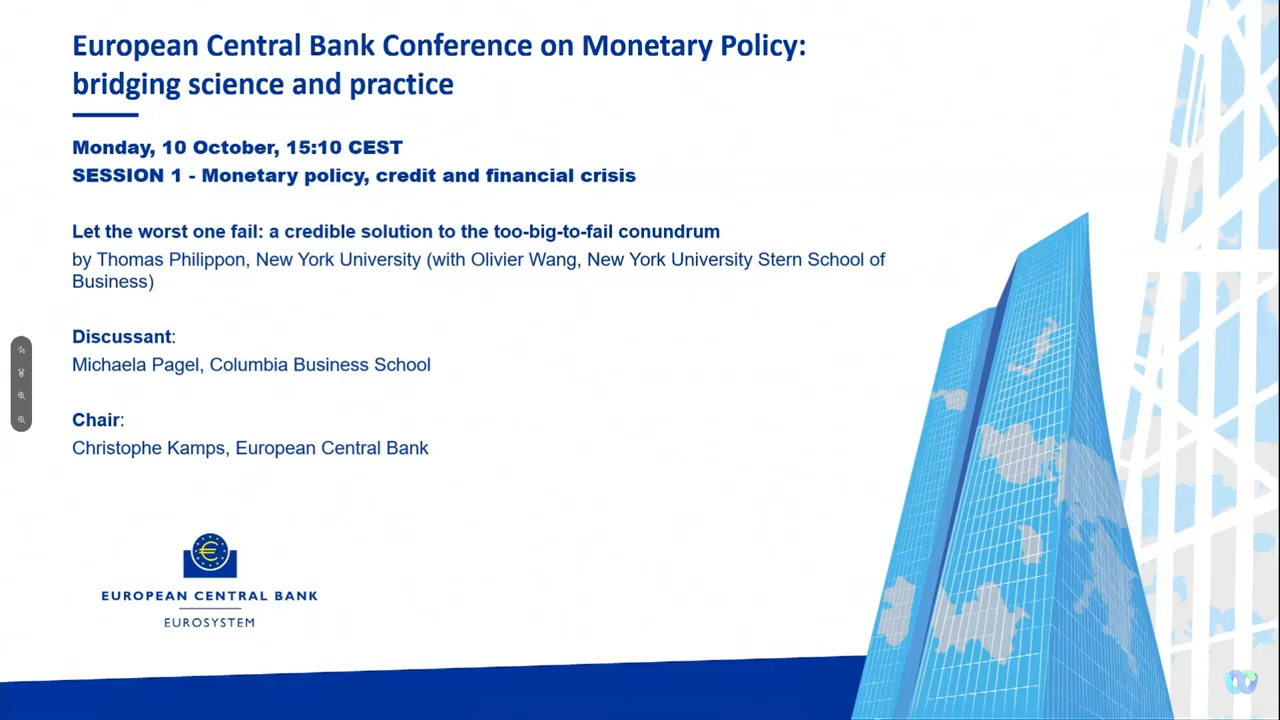 European Central Bank Conference on Monetary Policy:
bridging science and practice
Monday, 10 October, 15:10 CEST
SESSION 1 - Monetary policy, credit and financial crisis
Let the worst one fail: a credible solution to the too-big-to-fail conundrum
by Thomas Philippon, New York University (with Olivier Wang, New York University Stern School of
Business)
Discussant:
Michaela Pagel, Columbia Business School
Chair:
Christophe Kamps, European Central Bank
EUROPEAN CENTRAL BANK
EUROSYSTEM